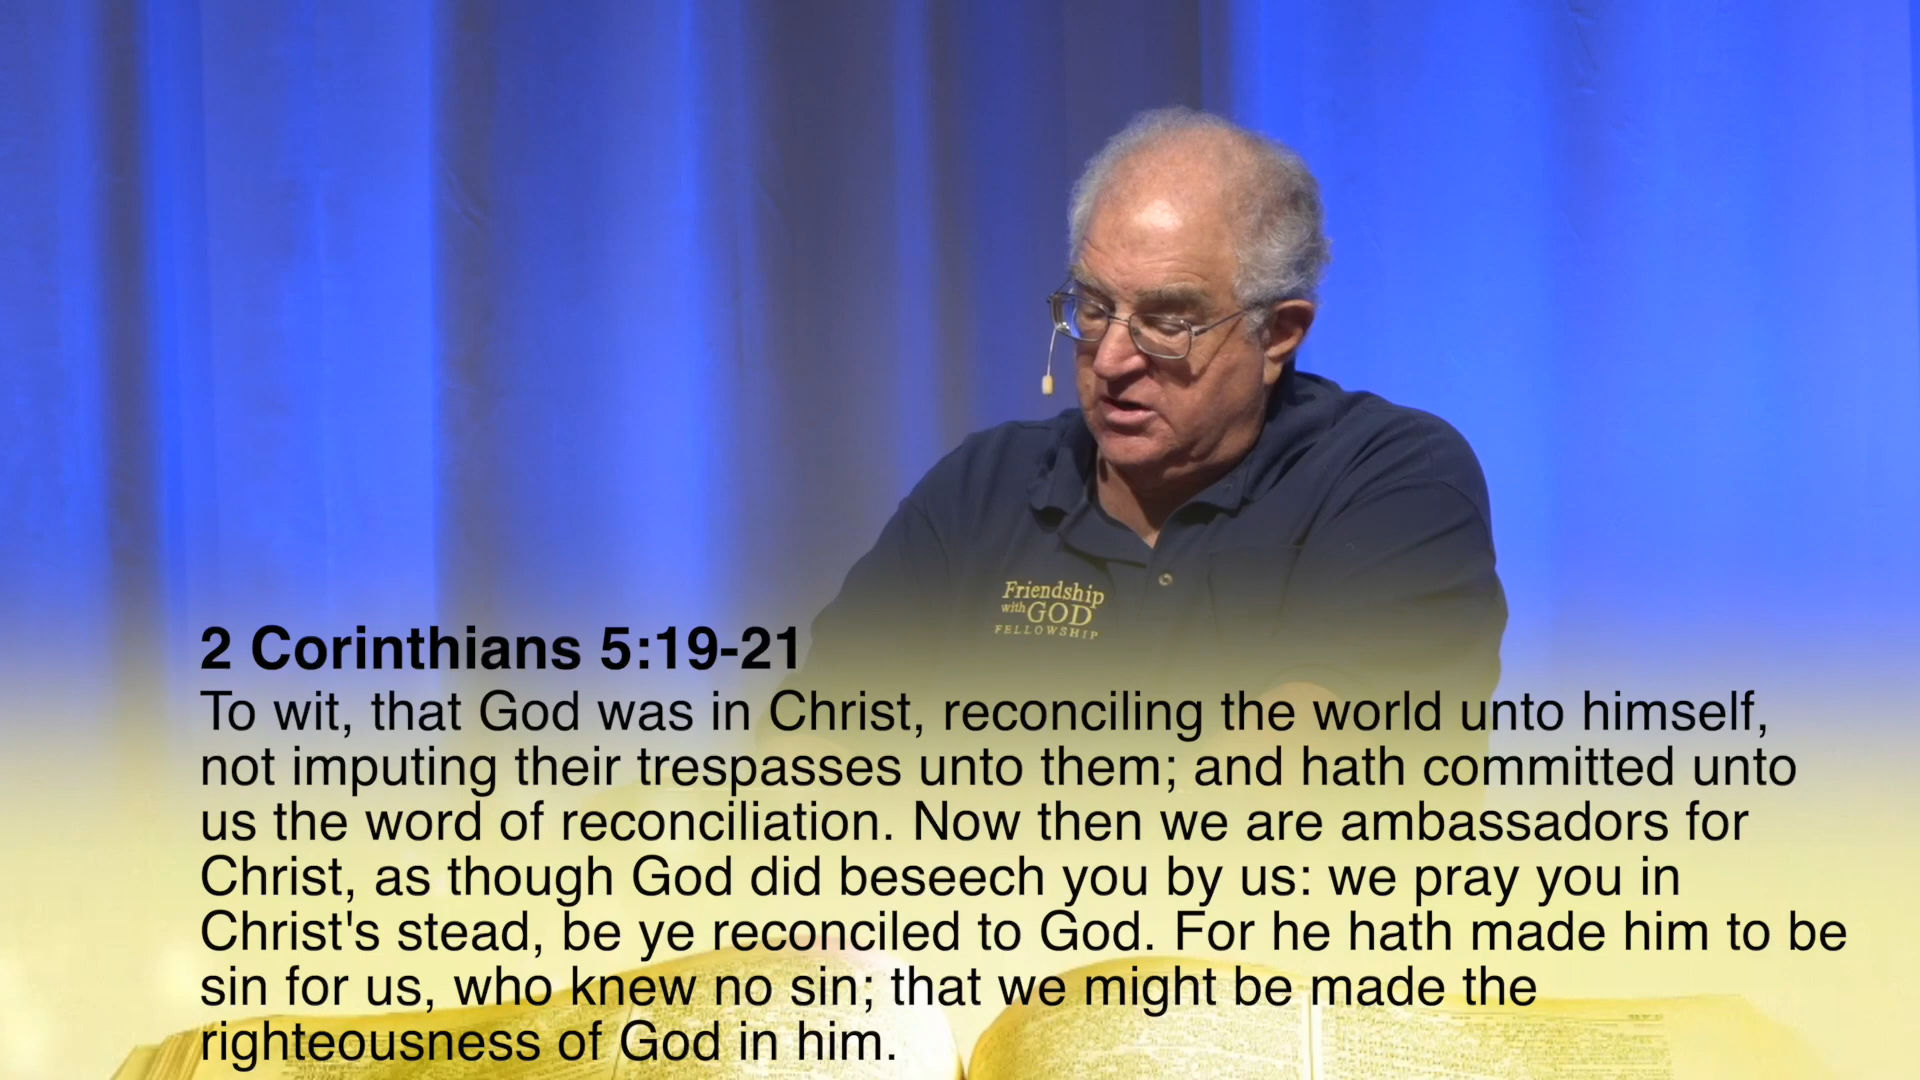 Friendship
with GOD
FELLOWSHIP
2 Corinthians 5:19-21
To wit, that God was in Christ, reconciling the world unto himself,
not imputing their trespasses unto them; and hath committed unto
us the word of reconciliation. Now then we are ambassadors for
Christ, as though God did beseech you by us: we pray you in
Christ's stead, be ye reconciled to God. For he hath made him to be
sin for us, who knew no sin; that we might be made the
righteousness of God in him.